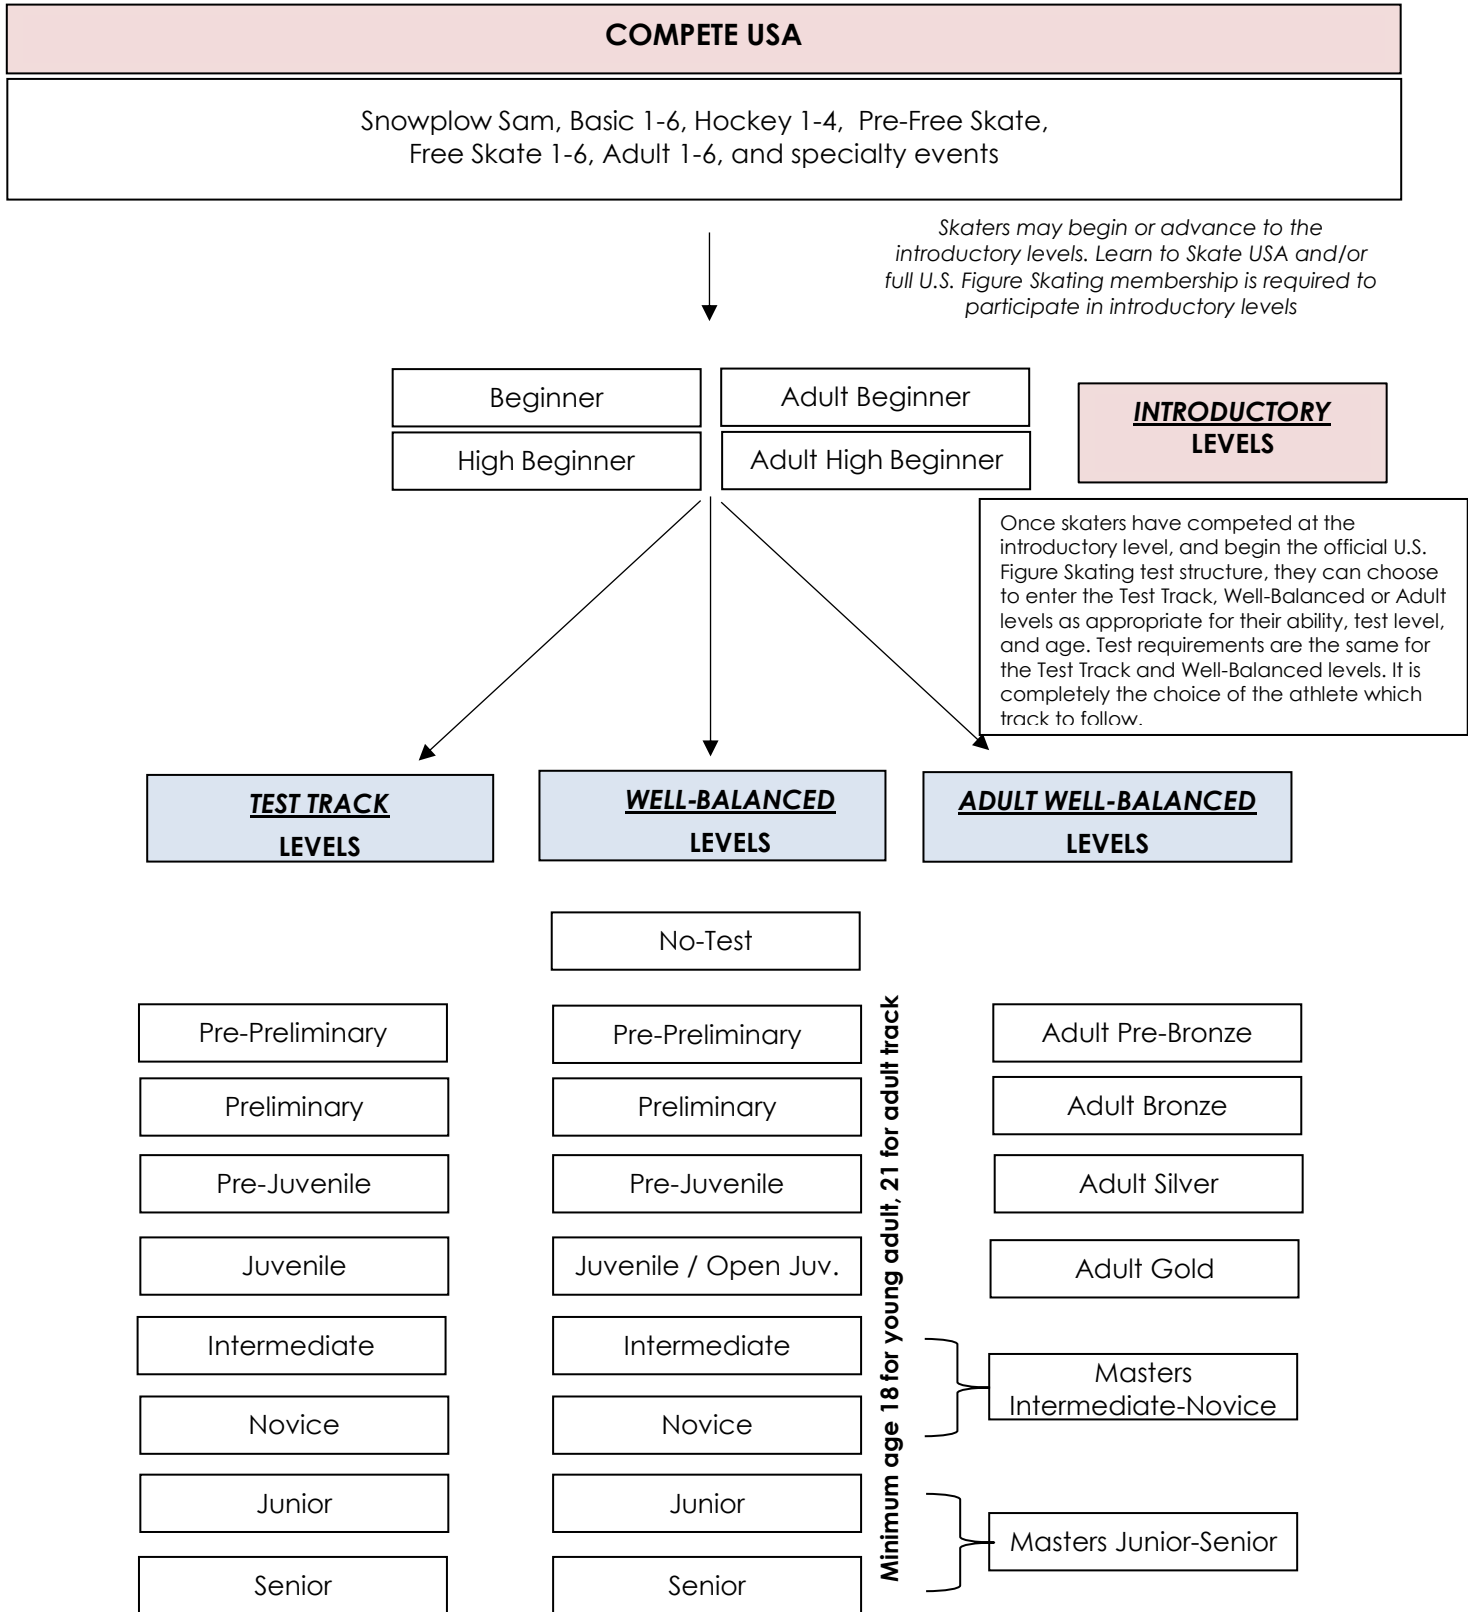 COMPETE USA
Snowplow Sam, Basic 1-6, Hockey 1-4, Pre-Free Skate,
Free Skate 1-6, Adult 1-6, and specialty events
Skaters may begin or advance to the
introductory levels. Learn to Skate USA and/or
full U.S. Figure Skating membership is required to
participate in introductory levels
Beginner
Adult Beginner
High Beginner
Adult High Beginner
INTRODUCTORY
LEVELS
Once skaters have competed at the
introductory level, and begin the official U.S.
Figure Skating test structure, they can choose
to enter the Test Track, Well-Balanced or Adult
levels as appropriate for their ability, test level,
and age. Test requirements are the same for
the Test Track and Well-Balanced levels. It is
completely the choice of the athlete which
track to follow.
TEST TRACK
LEVELS
WELL-BALANCED
LEVELS
ADULT WELL-BALANCED
LEVELS
No-Test
Pre-Preliminary
Pre-Preliminary
Adult Pre-Bronze
Preliminary
Preliminary
Adult Bronze
Pre-Juvenile
Pre-Juvenile
Adult Silver
Juvenile
Juvenile / Open Juv.
Adult Gold
Intermediate
Intermediate
Masters
Intermediate-Novice
Novice
Novice
Junior
Junior
Masters Junior-Senior
Senior
Senior
Minimum age 18 for young adult, 21 for adult track